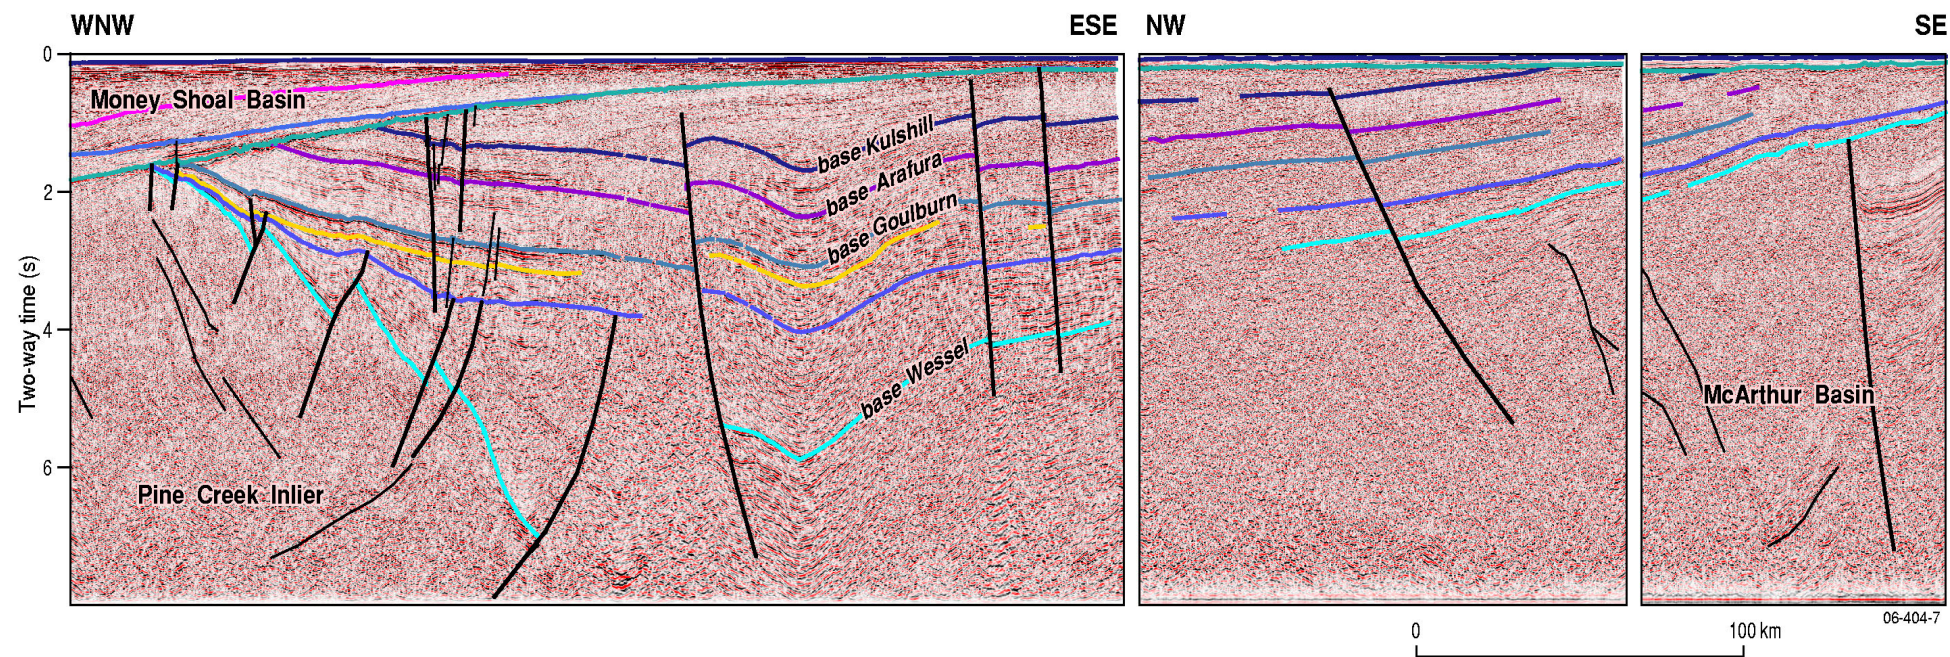 WNW
ESE
NW
SE
0
2
4
6
Two-way time (s)
Money Shoal Basin
base Kulshill
base Arafura
base Goulburn
base Wessel
Pine Creek Inlier
McArthur Basin
06-404-7
0
100 km